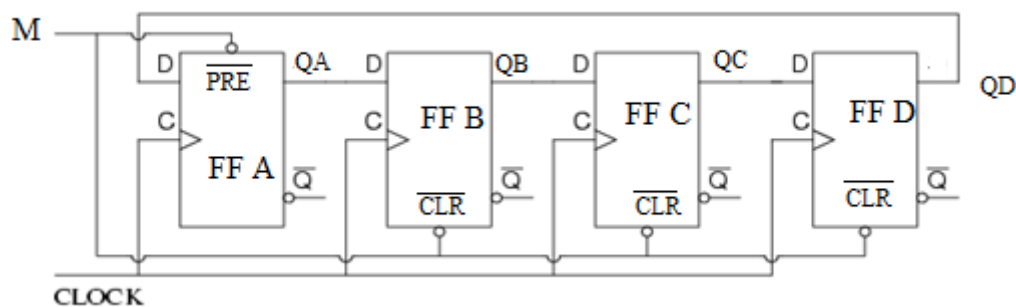 M
D QA D QB D QC D
PRE QD
C C FF B C FF C C FF D
FF A
Q CLR Q CLR Q CLR Q
CLOCK